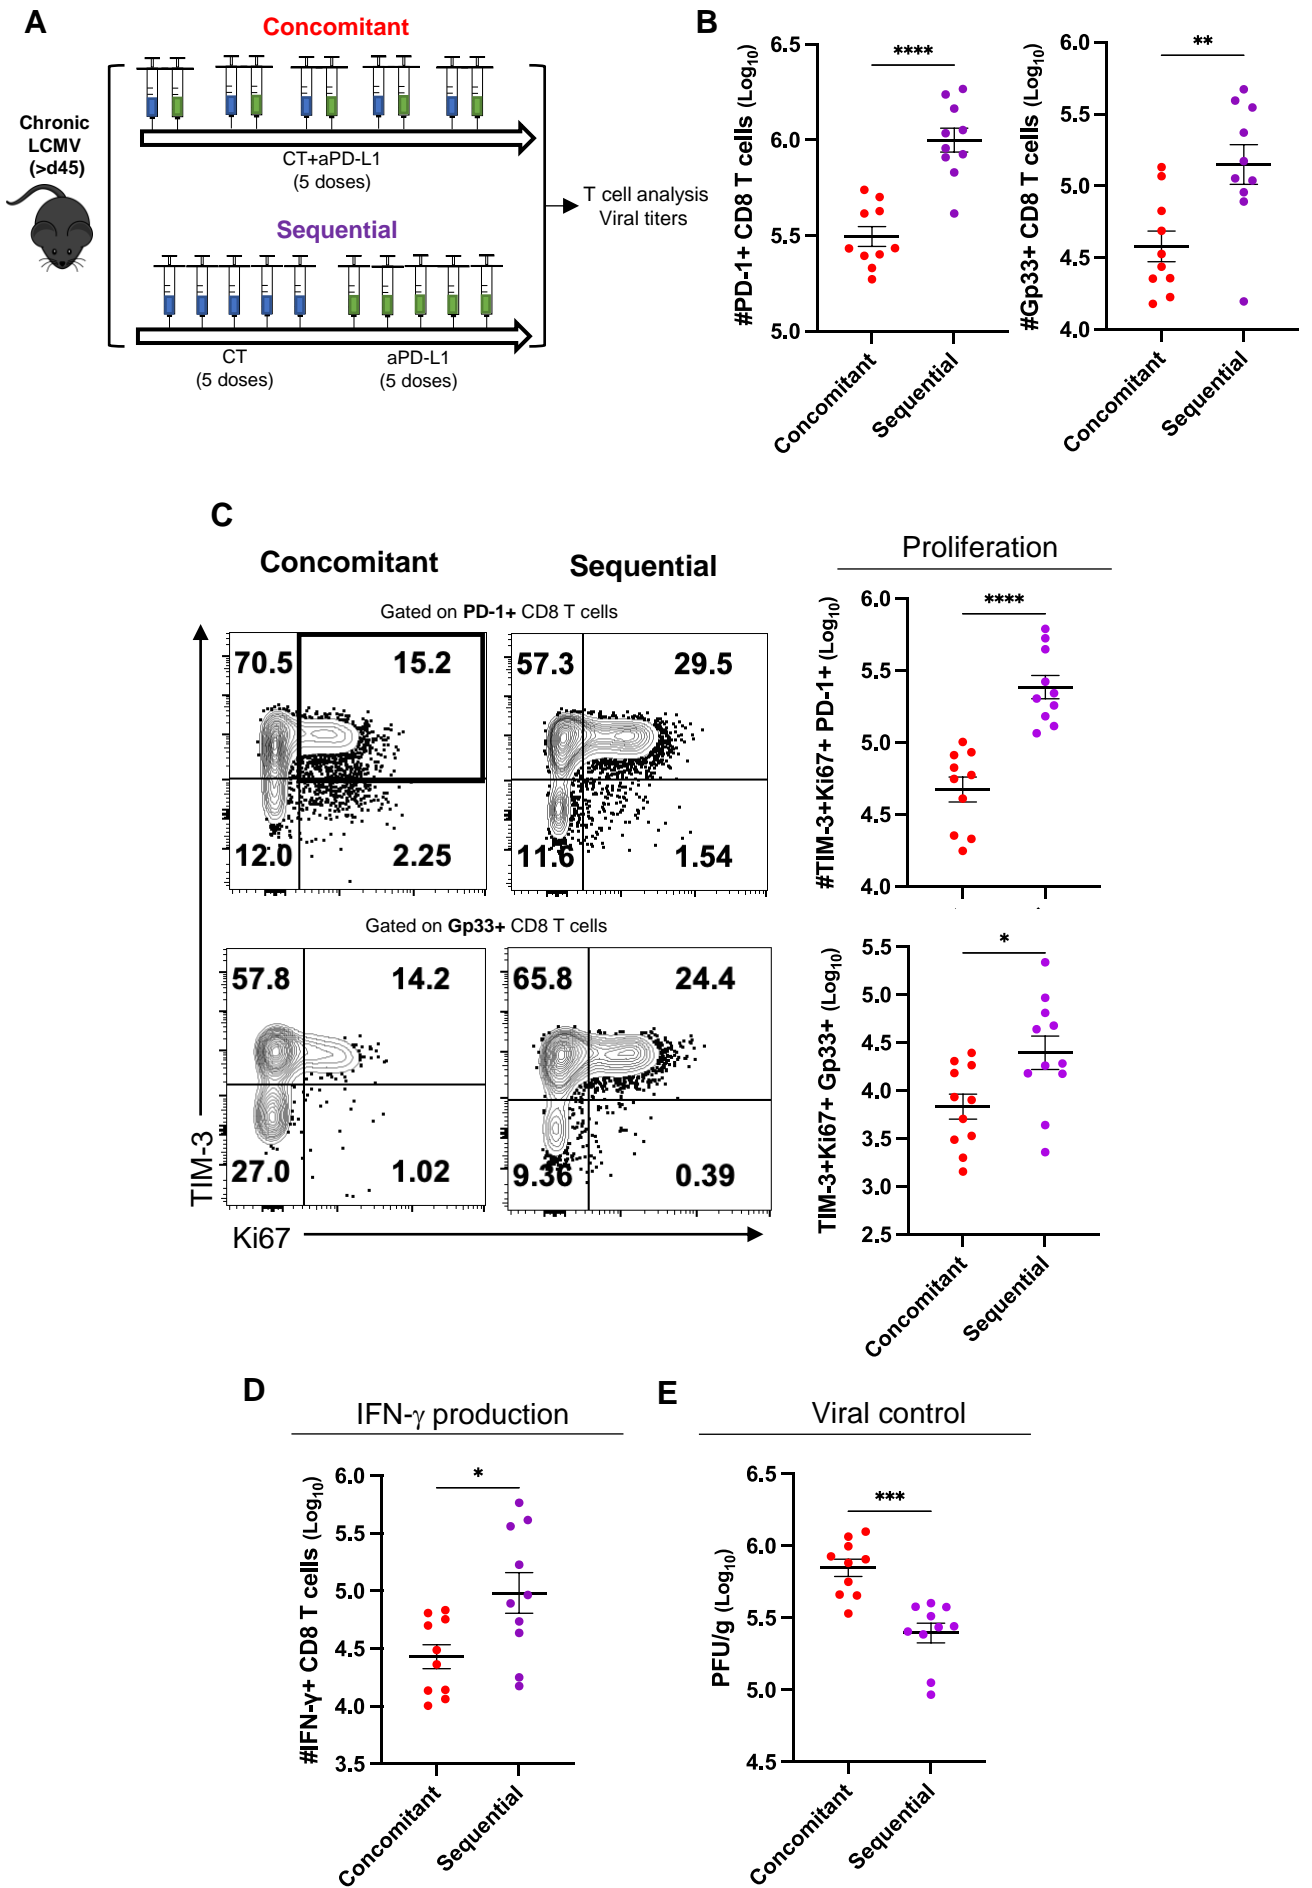 A
Concomitant
Chronic
LCMV
(>d45)
CT+aPD-L1
(5 doses)
Sequential
CT
(5 doses)
aPD-L1
(5 doses)
T cell analysis
Viral titers
B
#PD-1+ CD8 T cells (Log10)
6.5
6.0
5.5
5.0
****
Concomitant
Sequential
#Gp33+ CD8 T cells (Log10)
6.0
5.5
5.0
4.5
4.0
**
Concomitant
Sequential
C
Concomitant
Sequential
Gated on PD-1+ CD8 T cells
70.5
15.2
12.0
2.25
57.3
29.5
11.6
1.54
Gated on Gp33+ CD8 T cells
57.8
14.2
27.0
1.02
65.8
24.4
9.36
0.39
TIM-3
Ki67
Proliferation
#TIM-3+Ki67+ PD-1+ (Log10)
6.0
5.5
5.0
4.5
4.0
****
TIM-3+Ki67+ Gp33+ (Log10)
5.5
5.0
4.5
4.0
3.5
3.0
2.5
*
Concomitant
Sequential
D
IFN-γ production
#IFN-γ+ CD8 T cells (Log10)
6.0
5.5
5.0
4.5
4.0
3.5
*
Concomitant
Sequential
E
Viral control
PFU/g (Log10)
6.5
6.0
5.5
5.0
4.5
***
Concomitant
Sequential